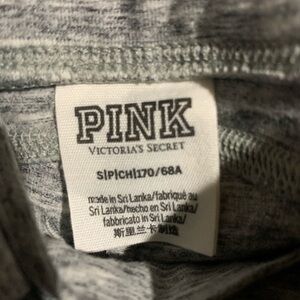 PINK
VICTORIA'S SECRET
S|P|CH|170/68A
made in Sri Lanka/fabriqué au
Sri Lanka/hecho en Sri Lanka/
fabbricato in Sri Lanka/
斯里兰卡制造